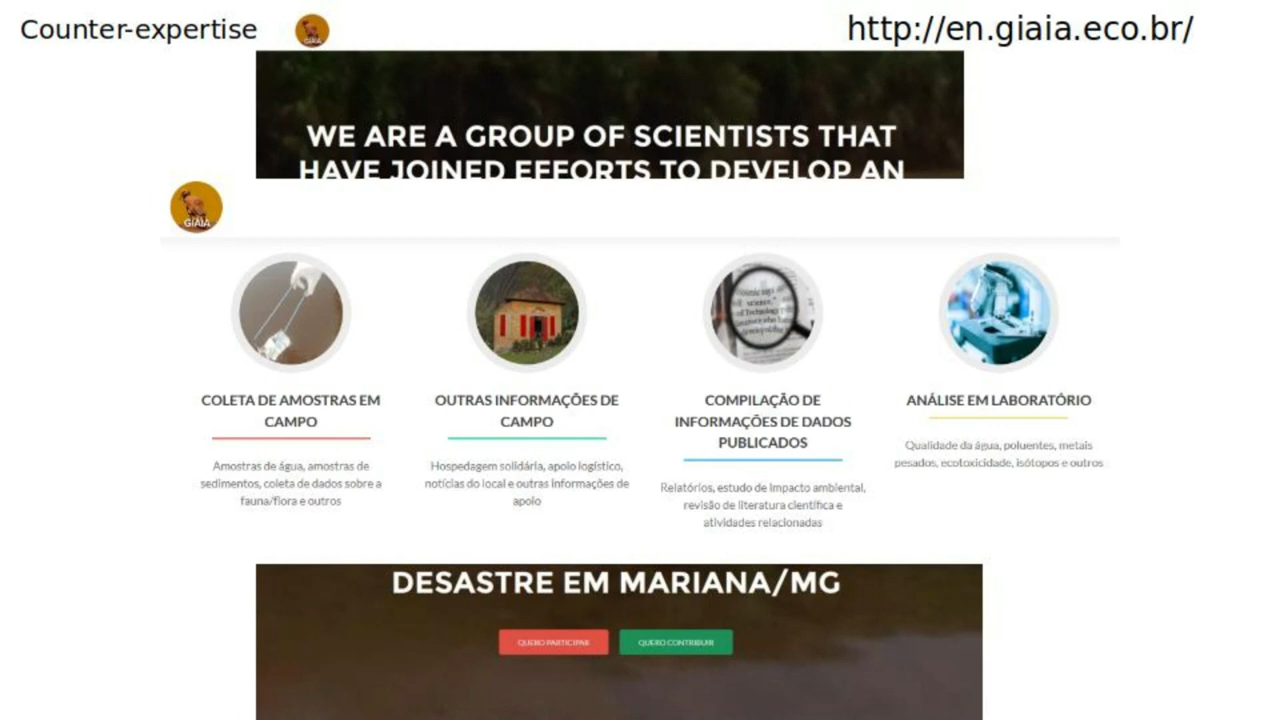 Counter-expertise
http://en.giaia.eco.br/
GIAIA
WE ARE A GROUP OF SCIENTISTS THAT
HAVE JOINED EFFORTS TO DEVELOP AN
GIAIA
COLETA DE AMOSTRAS EM
CAMPO
Amostras de água, amostras de
sedimentos, coleta de dados sobre a
fauna/flora e outros
OUTRAS INFORMAÇÕES DE
CAMPO
Hospedagem solidária, apoio logístico,
notícias do local e outras informações de
apoio
COMPILAÇÃO DE
INFORMAÇÕES DE DADOS
PUBLICADOS
Relatórios, estudo de impacto ambiental,
revisão de literatura científica e
atividades relacionadas
ANÁLISE EM LABORATÓRIO
Qualidade da água, poluentes, metais
pesados, ecotoxicidade, isótopos e outros
DESASTRE EM MARIANA/MG
QUERO PARTICIPAR
QUERO CONTRIBUIR